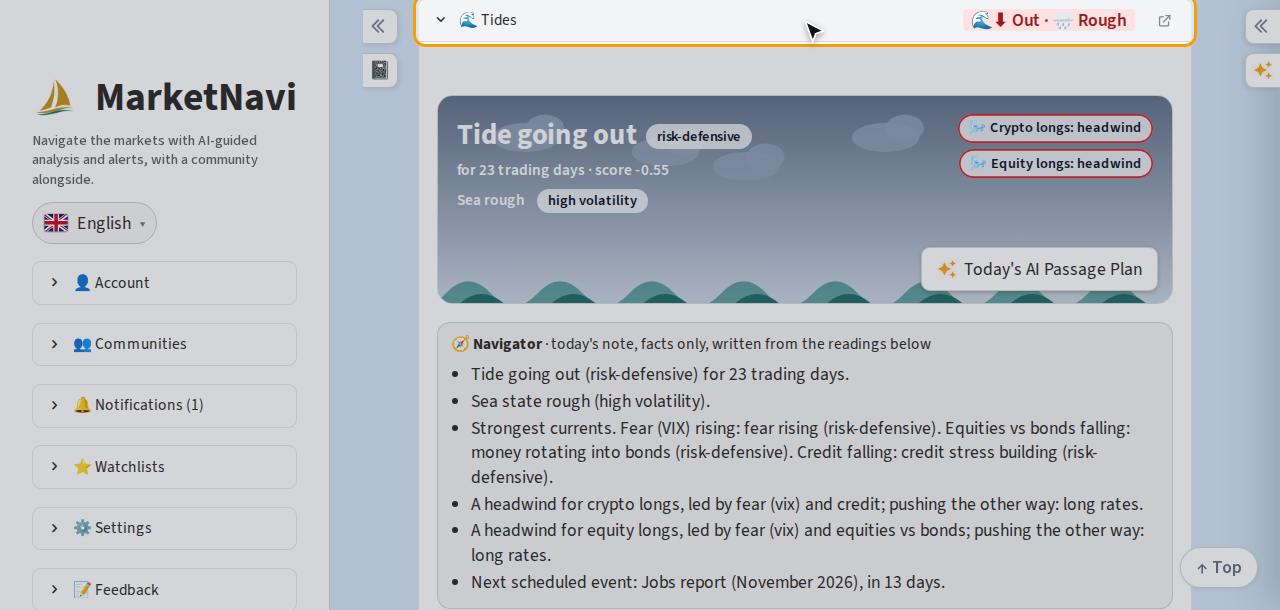 🌊 Tides
🌊⬇ Out · 🌧️ Rough
MarketNavi
Navigate the markets with AI-guided
analysis and alerts, with a community
alongside.
English
Account
Communities
Notifications (1)
Watchlists
Settings
Feedback
Tide going out
risk-defensive
for 23 trading days · score -0.55
Sea rough
high volatility
Crypto longs: headwind
Equity longs: headwind
Today's AI Passage Plan
Navigator · today's note, facts only, written from the readings below
• Tide going out (risk-defensive) for 23 trading days.
• Sea state rough (high volatility).
• Strongest currents. Fear (VIX) rising: fear rising (risk-defensive). Equities vs bonds falling:
money rotating into bonds (risk-defensive). Credit falling: credit stress building (risk-
defensive).
• A headwind for crypto longs, led by fear (vix) and credit; pushing the other way: long rates.
• A headwind for equity longs, led by fear (vix) and equities vs bonds; pushing the other way:
long rates.
• Next scheduled event: Jobs report (November 2026), in 13 days.
↑ Top